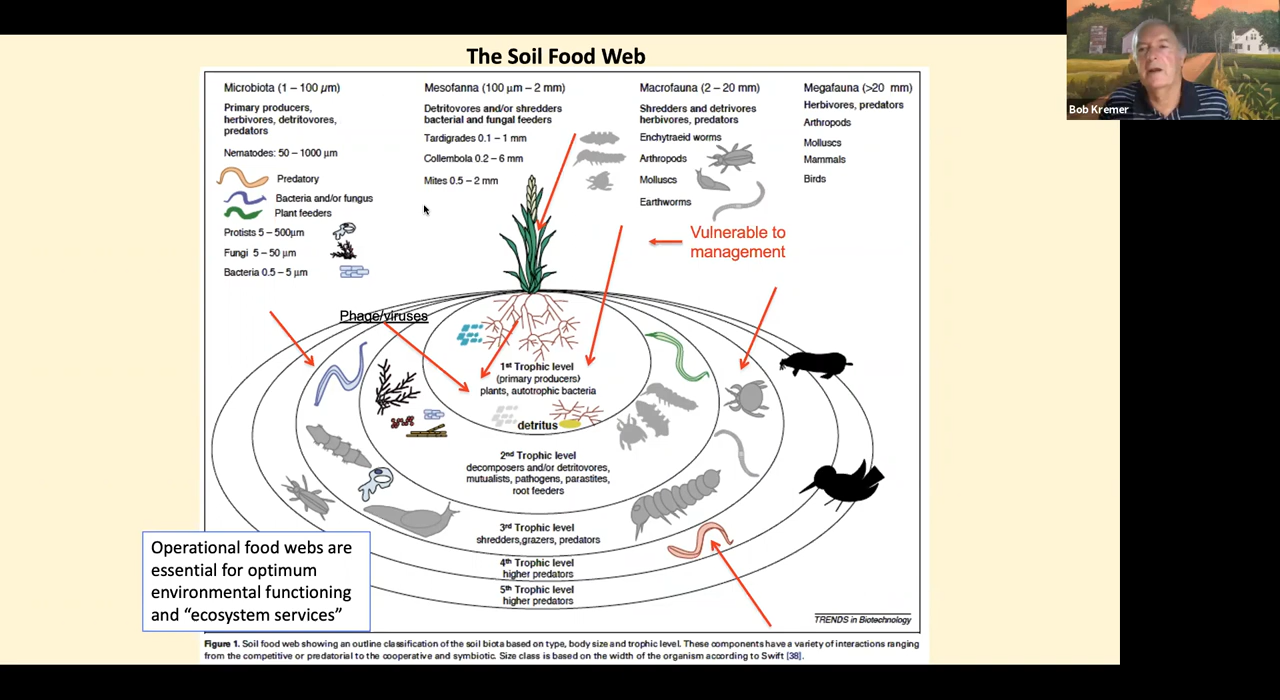 The Soil Food Web
Bob Kremer
Microbiota (1 – 100 μm)
Primary producers,
herbivores, detritovores,
predators
Nematodes: 50 – 1000 μm
Predatory
Bacteria and/or fungus
Plant feeders
Protists 5 – 500μm
Fungi 5 – 50 μm
Bacteria 0.5 – 5 μm
Mesofanna (100 μm – 2 mm)
Detritovores and/or shredders
bacterial and fungal feeders
Tardigrades 0.1 – 1 mm
Collembola 0.2 – 6 mm
Mites 0.5 – 2 mm
Macrofauna (2 – 20 mm)
Shredders and detrivores
herbivores, predators
Enchytraeid worms
Arthropods
Molluscs
Earthworms
Megafauna (>20 mm)
Herbivores, predators
Arthropods
Molluscs
Mammals
Birds
Vulnerable to
management
Phage/viruses
1st Trophic level
(primary producers)
plants, autotrophic bacteria
detritus
2nd Trophic level
decomposers and/or detritovores,
mutualists, pathogens, parasites,
root feeders
3rd Trophic level
shredders,grazers, predators
4th Trophic level
higher predators
5th Trophic level
higher predators
Operational food webs are
essential for optimum
environmental functioning
and “ecosystem services”
TRENDS in Biotechnology
Figure 1. Soil food web showing an outline classification of the soil biota based on type, body size and trophic level. These components have a variety of interactions ranging
from the competitive or predatorial to the cooperative and symbiotic. Size class is based on the width of the organism according to Swift [38].